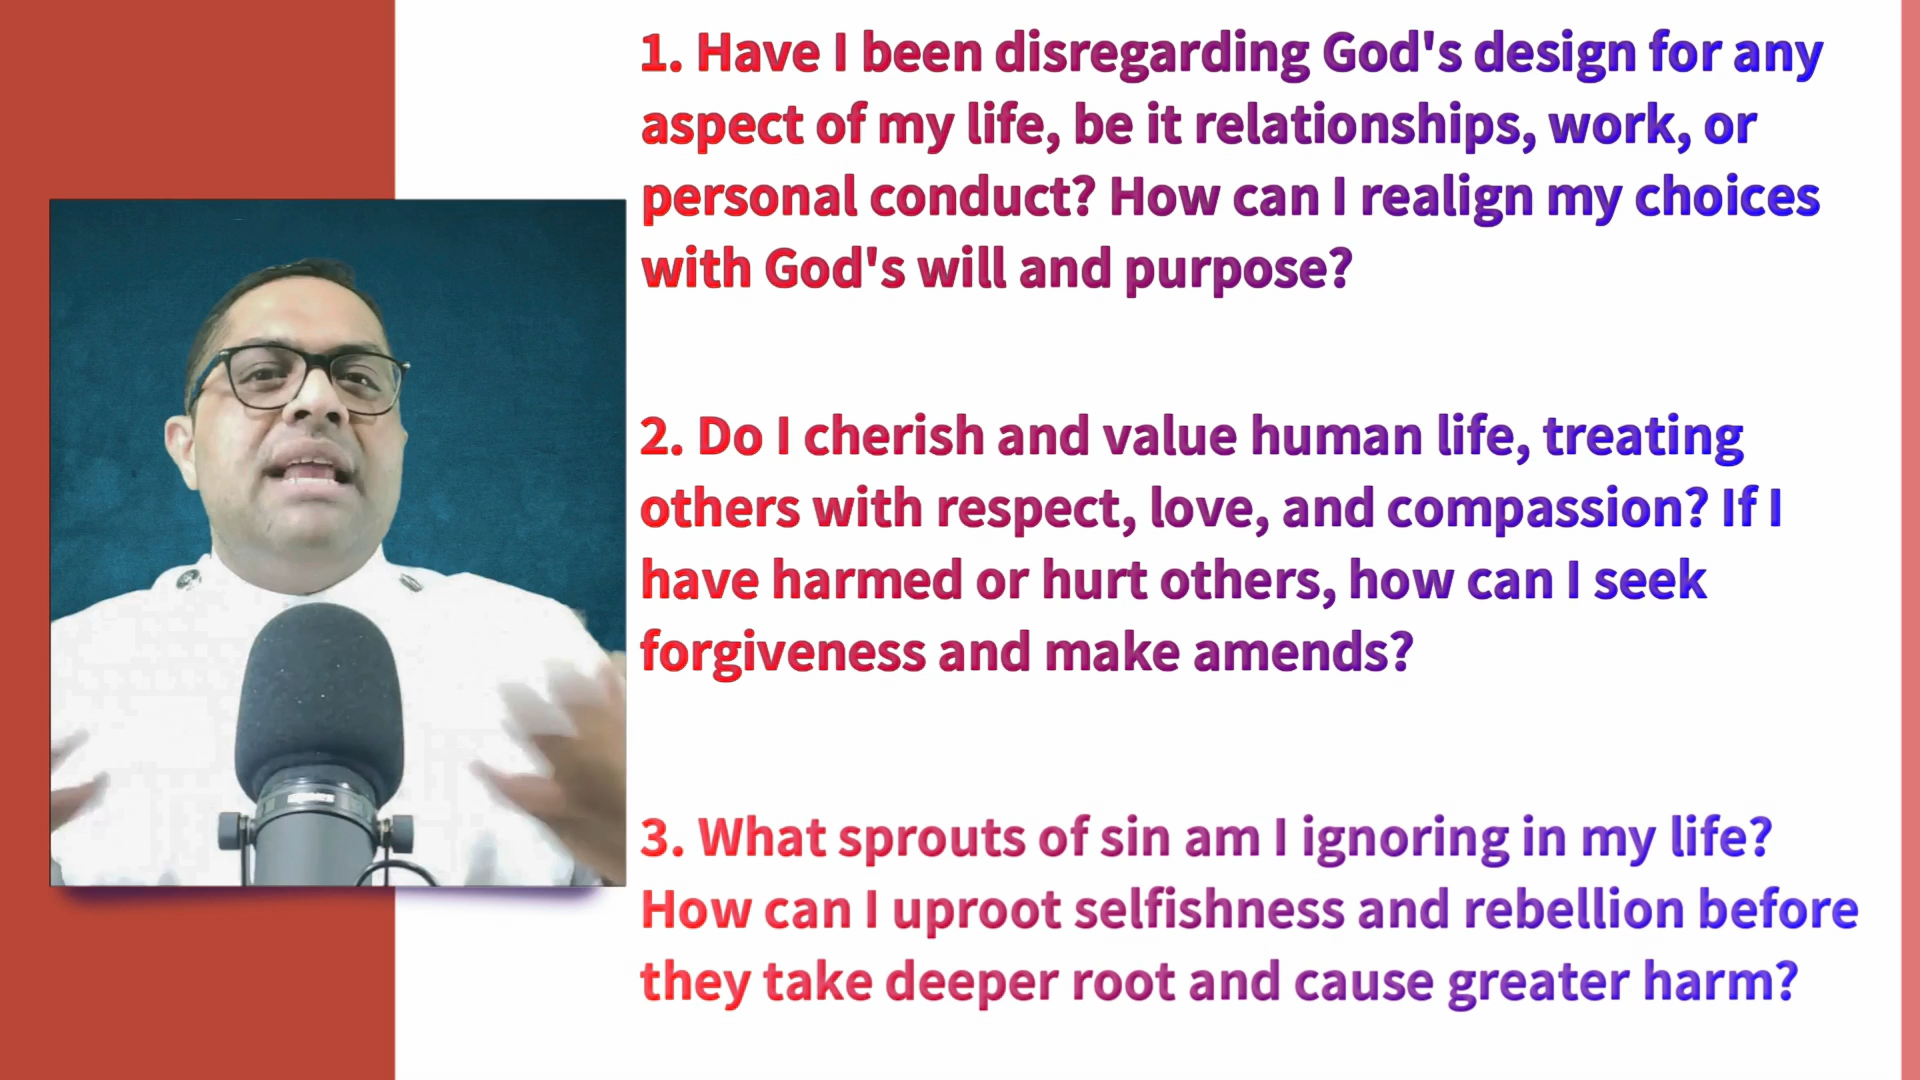 1. Have I been disregarding God's design for any
aspect of my life, be it relationships, work, or
personal conduct? How can I realign my choices
with God's will and purpose?
2. Do I cherish and value human life, treating
others with respect, love, and compassion? If I
have harmed or hurt others, how can I seek
forgiveness and make amends?
3. What sprouts of sin am I ignoring in my life?
How can I uproot selfishness and rebellion before
they take deeper root and cause greater harm?